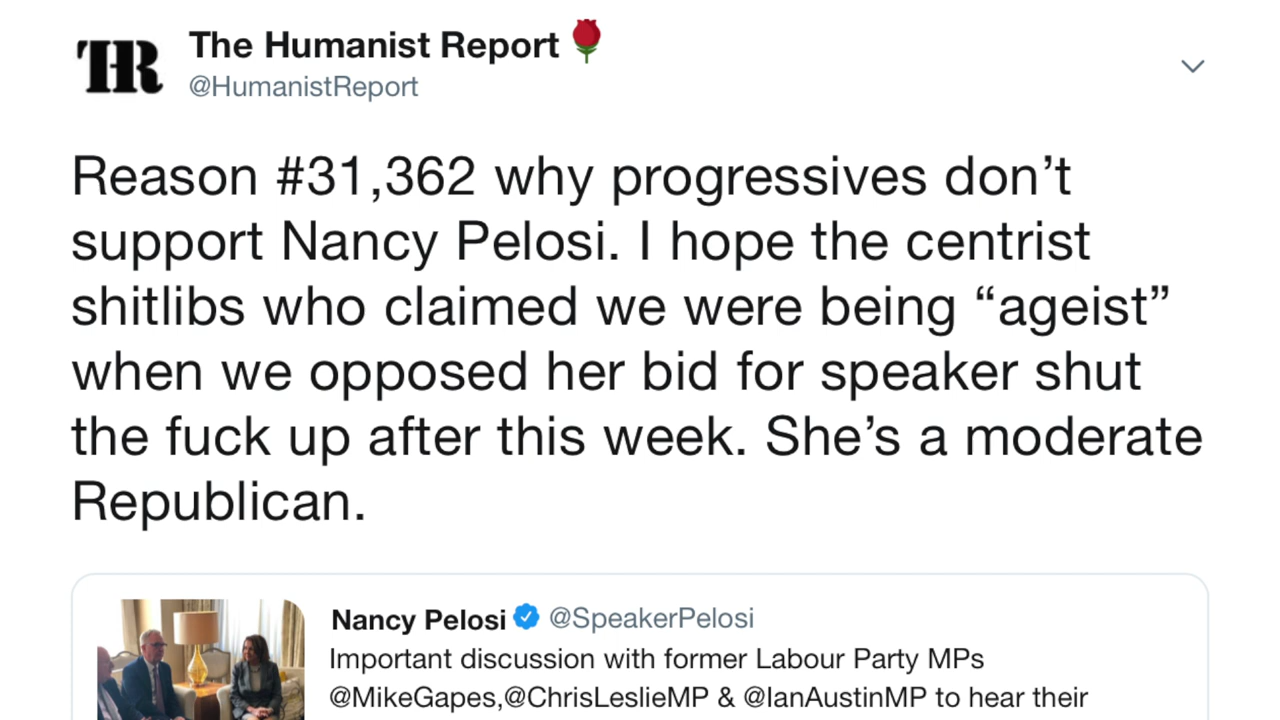 THR
The Humanist Report🌹
@HumanistReport
Reason #31,362 why progressives don’t
support Nancy Pelosi. I hope the centrist
shitlibs who claimed we were being “ageist”
when we opposed her bid for speaker shut
the fuck up after this week. She’s a moderate
Republican.
Nancy Pelosi @SpeakerPelosi
Important discussion with former Labour Party MPs
@MikeGapes,@ChrisLeslieMP & @IanAustinMP to hear their